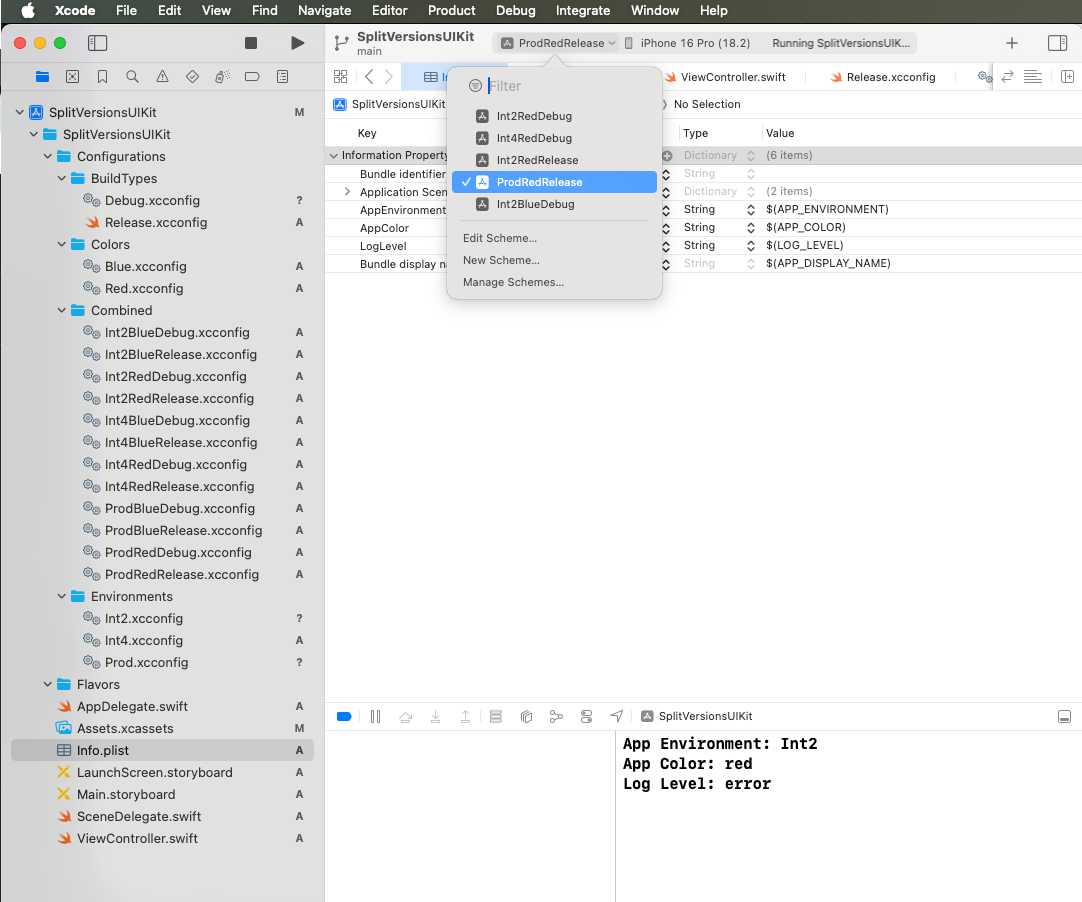 Xcode File Edit View Find Navigate Editor Product Debug Integrate Window Help
SplitVersionsUIKit
main
ProdRedRelease
iPhone 16 Pro (18.2)
Running SplitVersionsUIK...
ViewController.swift
Release.xcconfig
SplitVersionsUIKit
No Selection
Key Type Value
Information Property Dictionary (6 items)
Bundle identifier String
Application Scen Dictionary (2 items)
AppEnvironment String $(APP_ENVIRONMENT)
AppColor String $(APP_COLOR)
LogLevel String $(LOG_LEVEL)
Bundle display String $(APP_DISPLAY_NAME)
Filter
Int2RedDebug
Int4RedDebug
Int2RedRelease
ProdRedRelease
Int2BlueDebug
Edit Scheme...
New Scheme...
Manage Schemes...
SplitVersionsUIKit M
SplitVersionsUIKit
Configurations
BuildTypes
Debug.xcconfig ?
Release.xcconfig A
Colors
Blue.xcconfig A
Red.xcconfig A
Combined
Int2BlueDebug.xcconfig A
Int2BlueRelease.xcconfig A
Int2RedDebug.xcconfig A
Int2RedRelease.xcconfig A
Int4BlueDebug.xcconfig A
Int4BlueRelease.xcconfig A
Int4RedDebug.xcconfig A
Int4RedRelease.xcconfig A
ProdBlueDebug.xcconfig A
ProdBlueRelease.xcconfig A
ProdRedDebug.xcconfig A
ProdRedRelease.xcconfig A
Environments
Int2.xcconfig ?
Int4.xcconfig A
Prod.xcconfig ?
Flavors
AppDelegate.swift A
Assets.xcassets M
Info.plist A
LaunchScreen.storyboard A
Main.storyboard A
SceneDelegate.swift A
ViewController.swift A
SplitVersionsUIKit
App Environment: Int2
App Color: red
Log Level: error